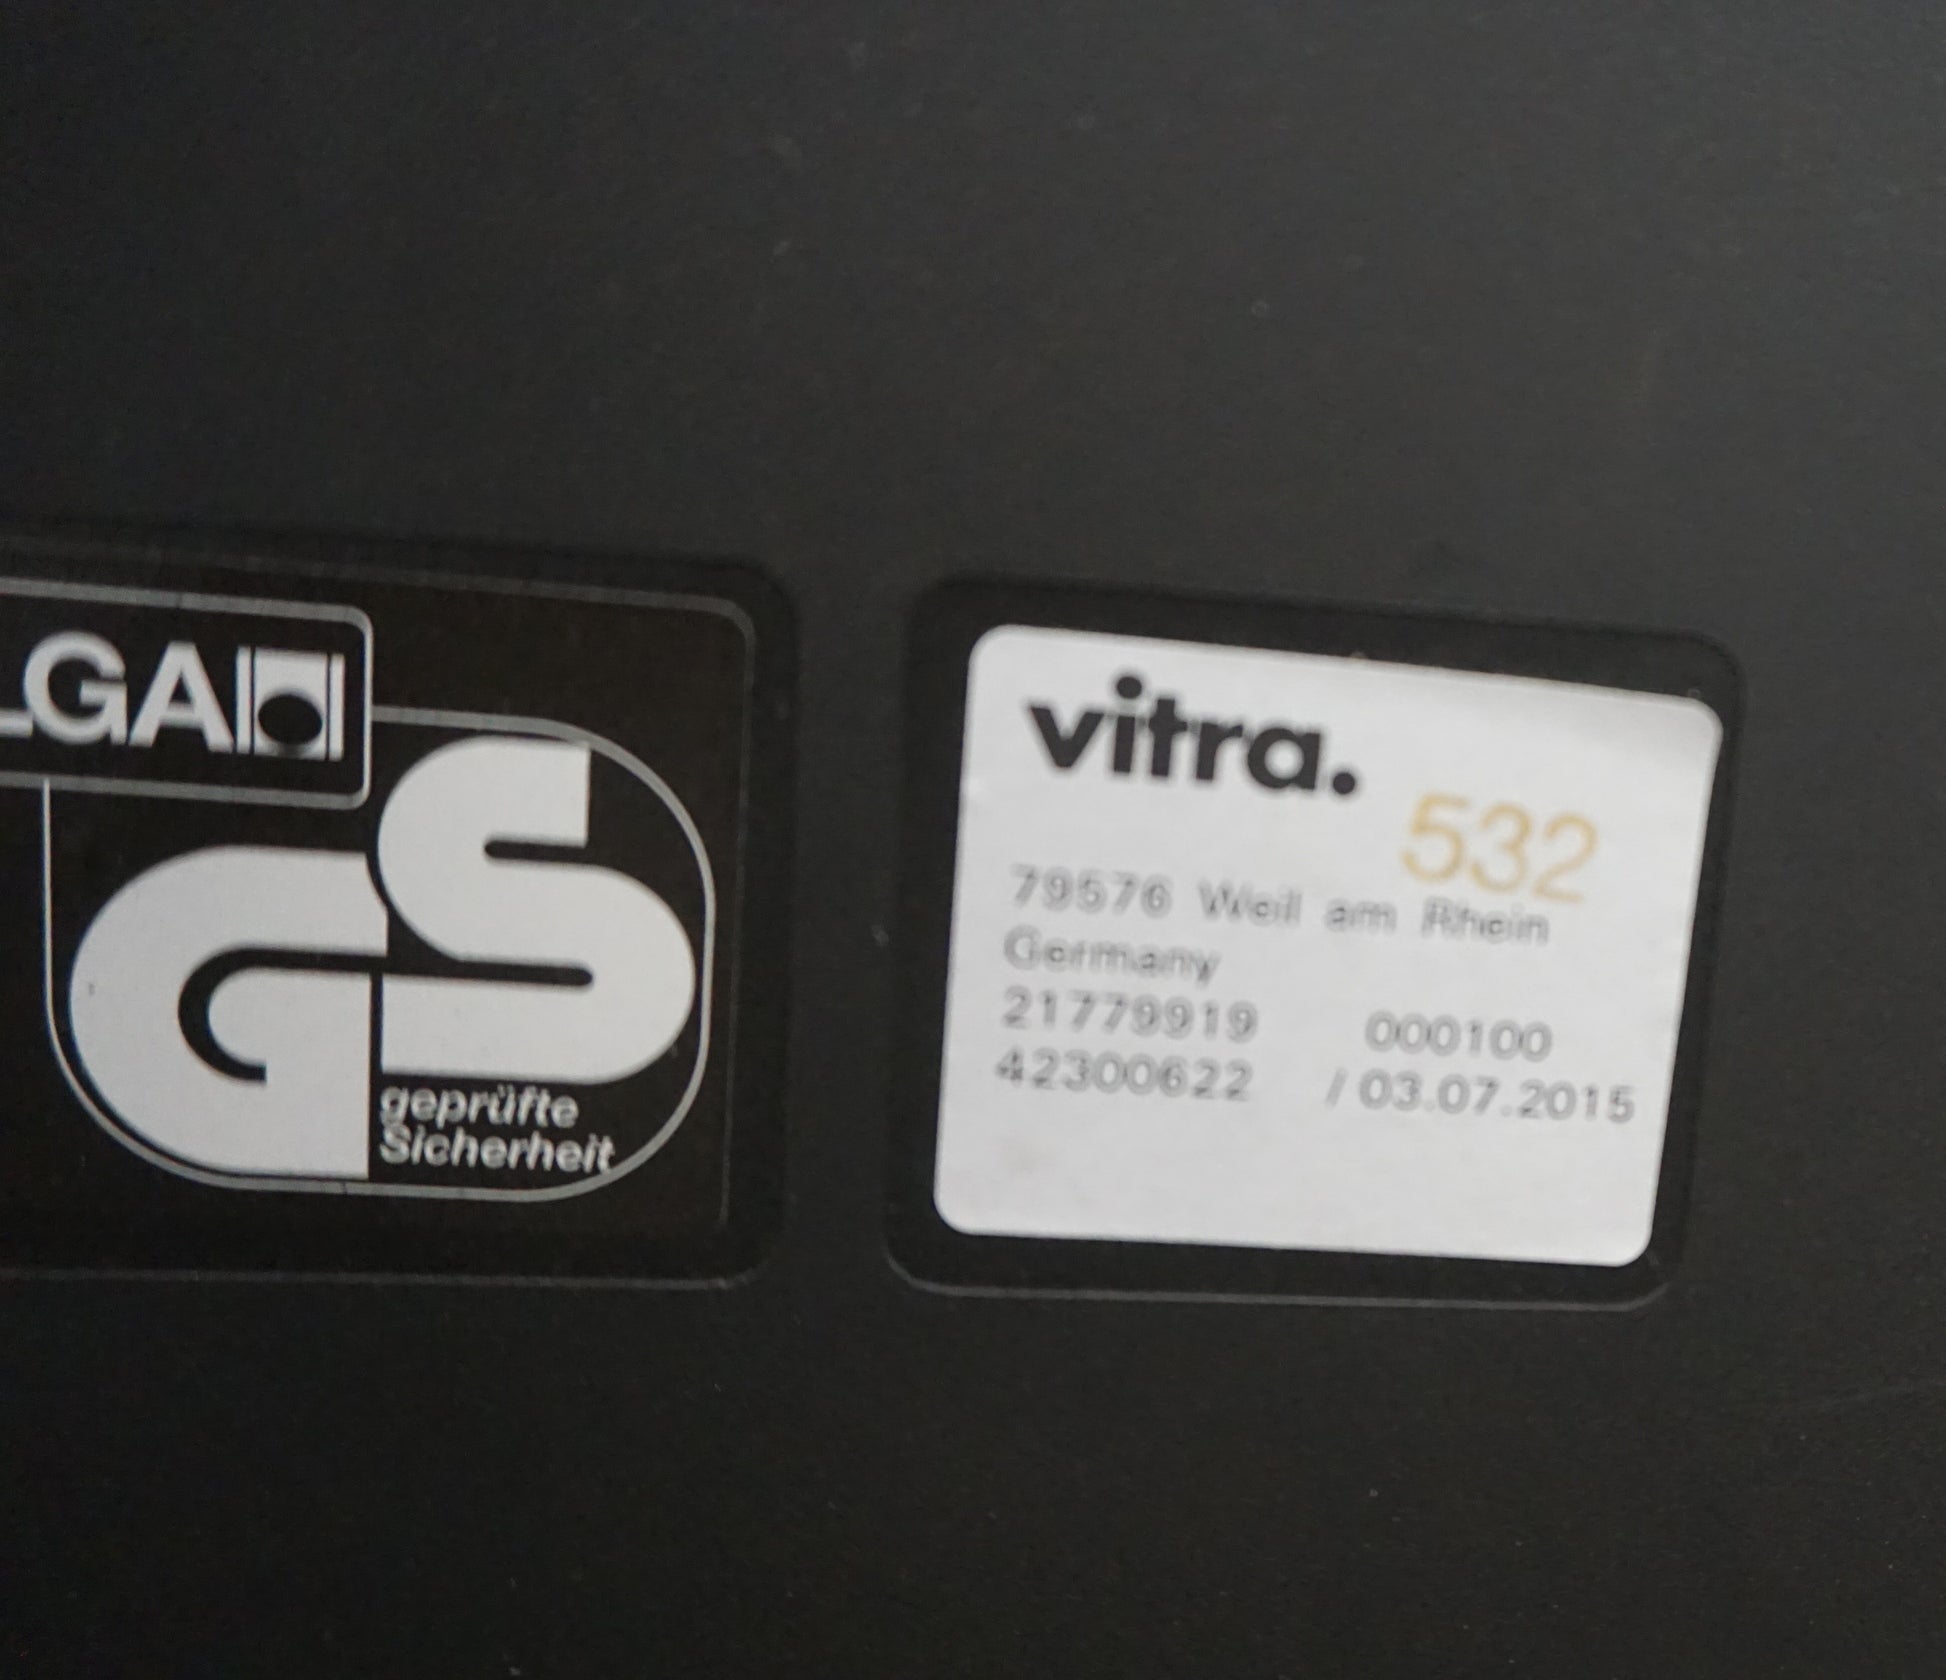 LGA
GS
geprüfte
Sicherheit
vitra.
532
79576 Weil am Rhein
Germany
21779919 000100
42300622 / 03.07.2015